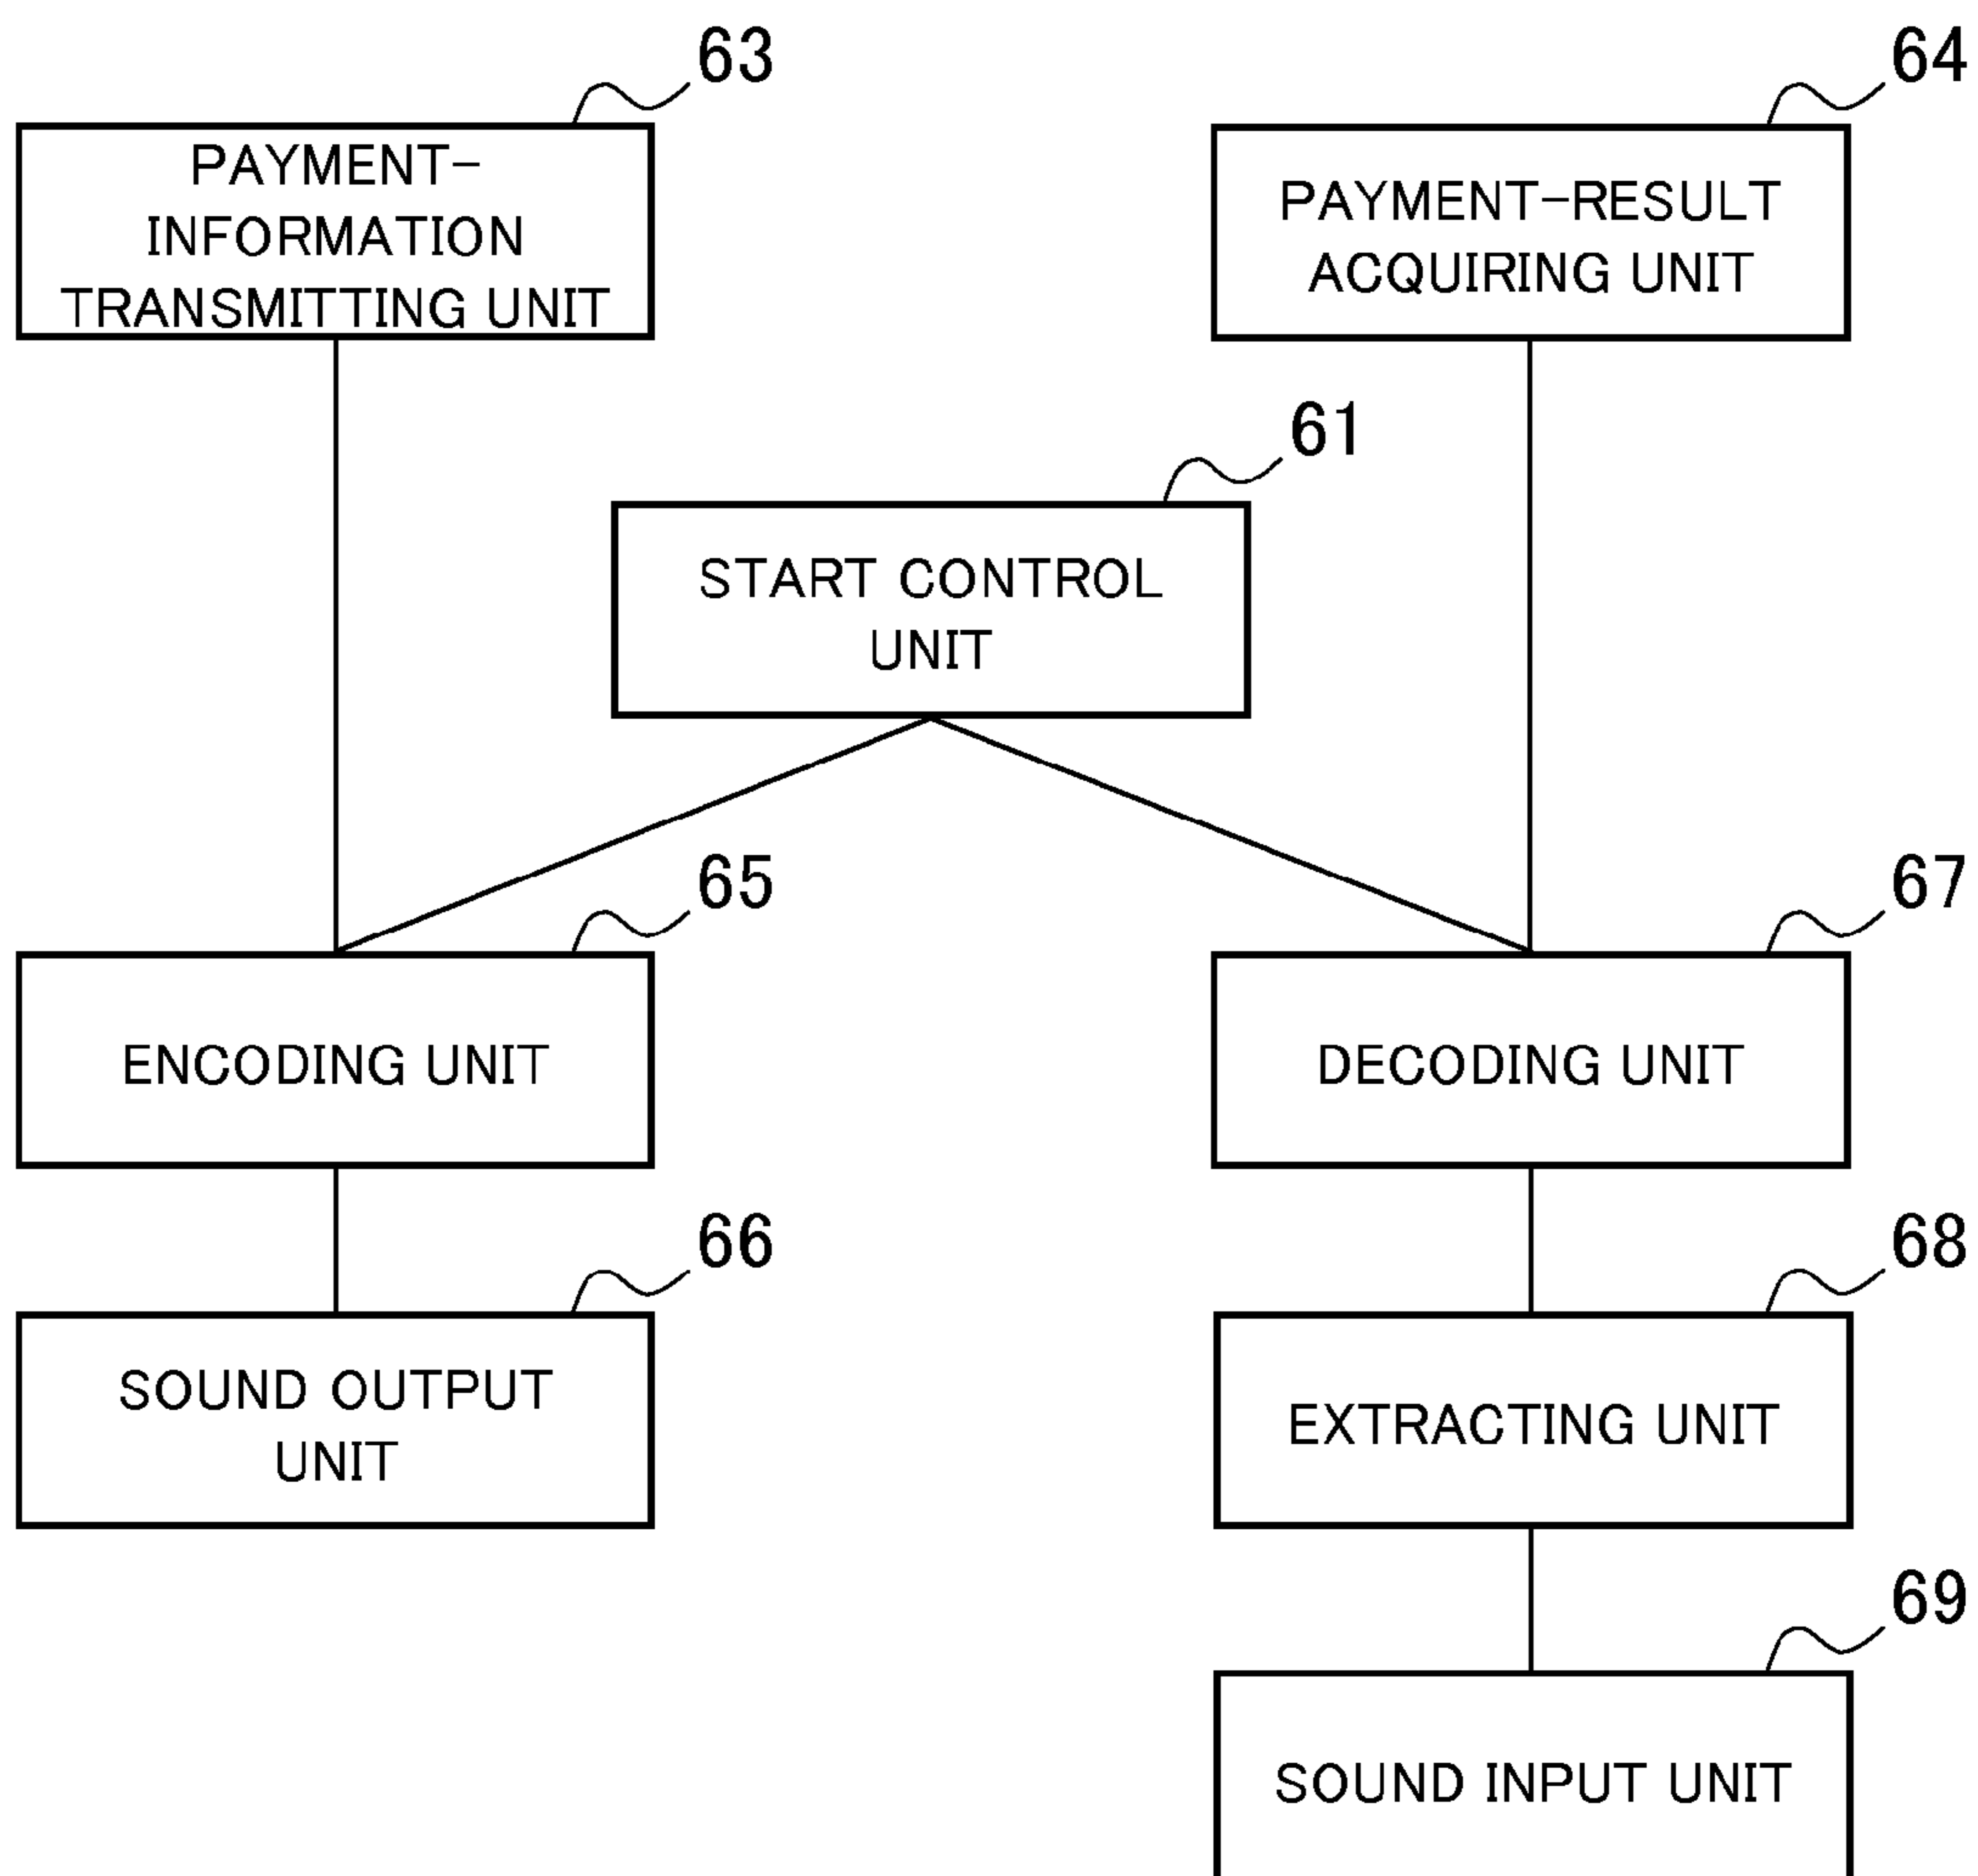 63
PAYMENT-
INFORMATION
TRANSMITTING UNIT
64
PAYMENT-RESULT
ACQUIRING UNIT
61
START CONTROL
UNIT
65
ENCODING UNIT
67
DECODING UNIT
66
SOUND OUTPUT
UNIT
68
EXTRACTING UNIT
69
SOUND INPUT UNIT